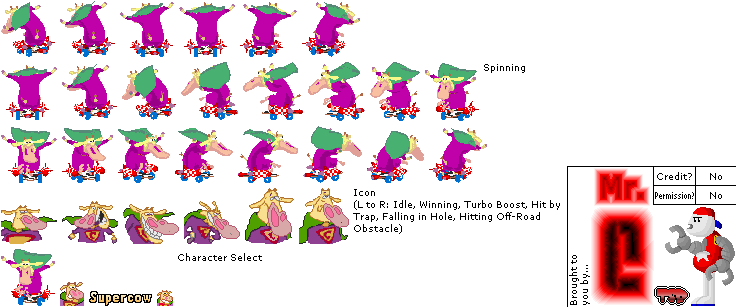 Spinning
Icon
(L to R: Idle, Winning, Turbo Boost, Hit by
Trap, Falling in Hole, Hitting Off-Road
Obstacle)
Character Select
Supercow
Mr.
C
Credit? No
Permission? No
Brought to
you by...